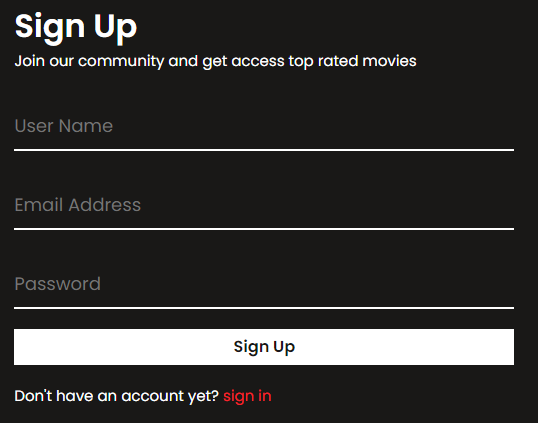 Sign Up
Join our community and get access top rated movies
User Name
Email Address
Password
Sign Up
Don't have an account yet? sign in